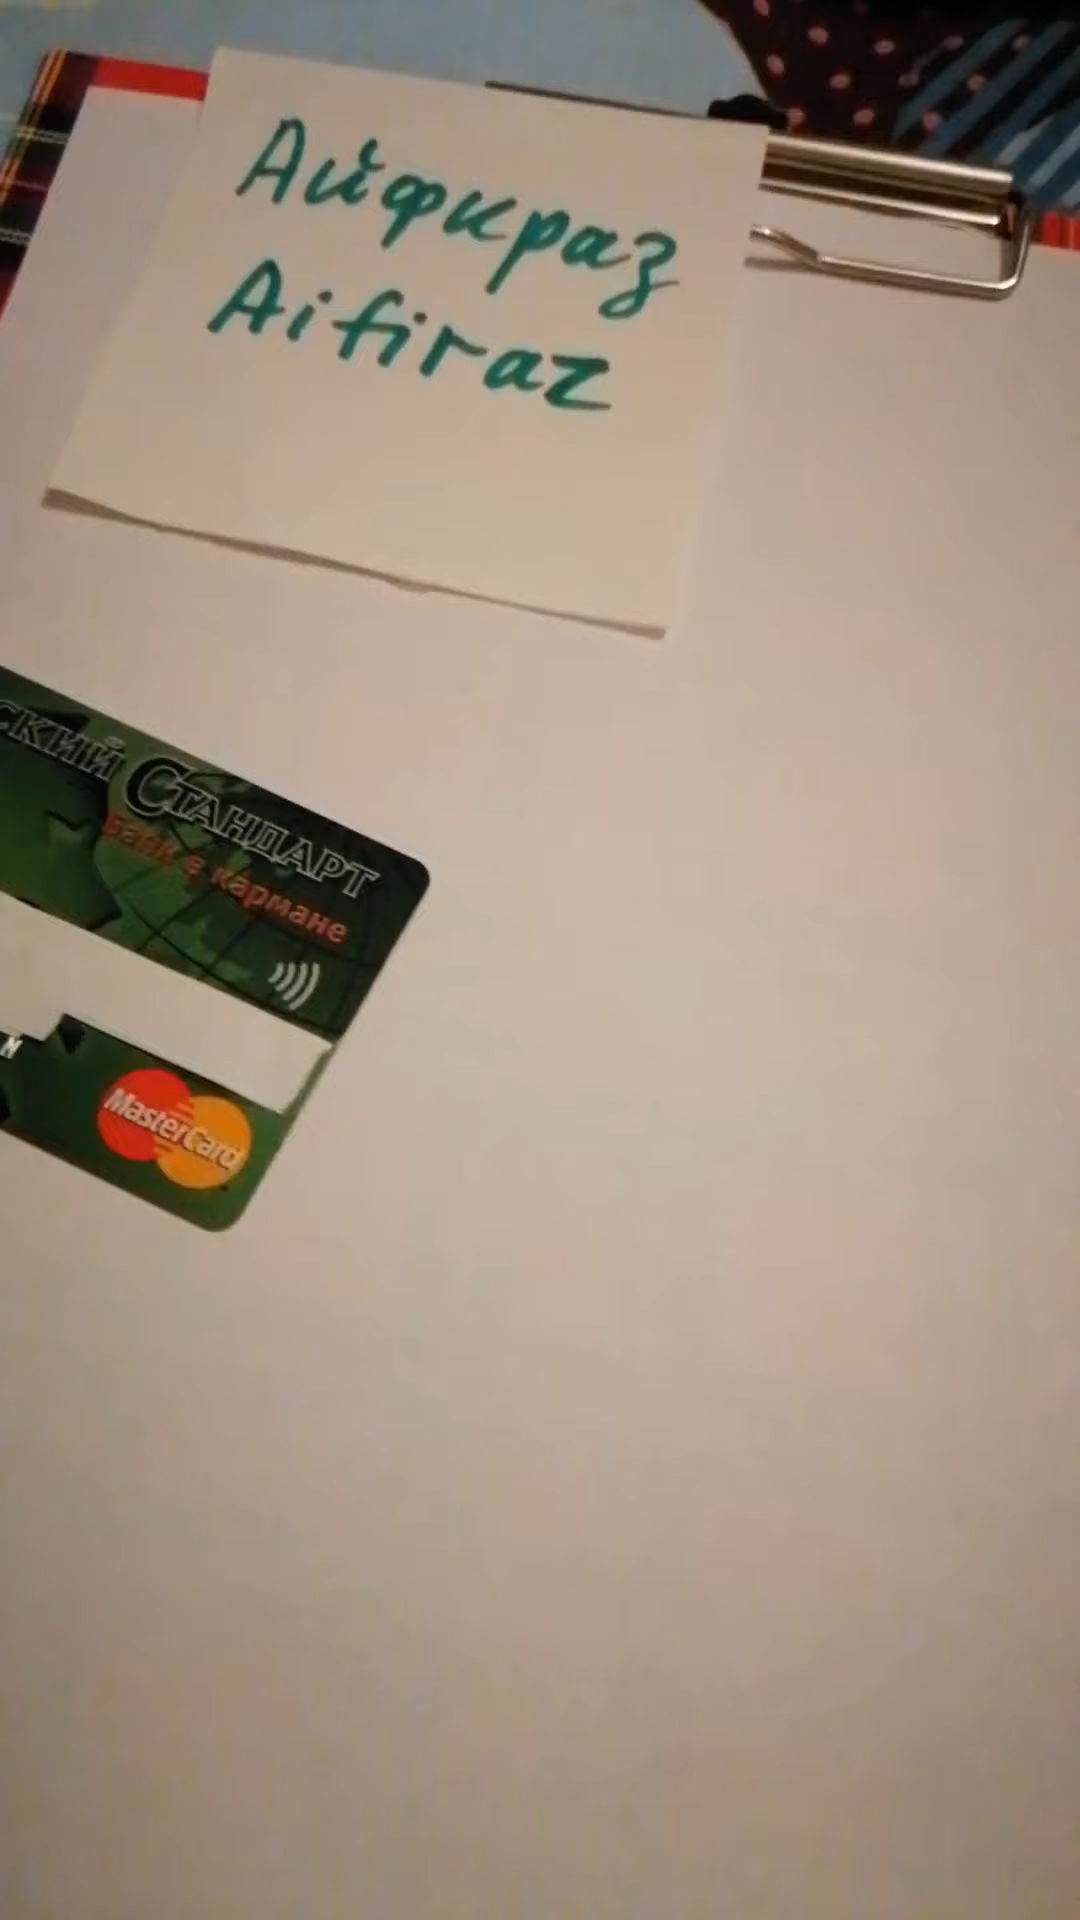 Айфираз
Aifiraz
ский Стандарт
Банк в кармане
M
MasterCard